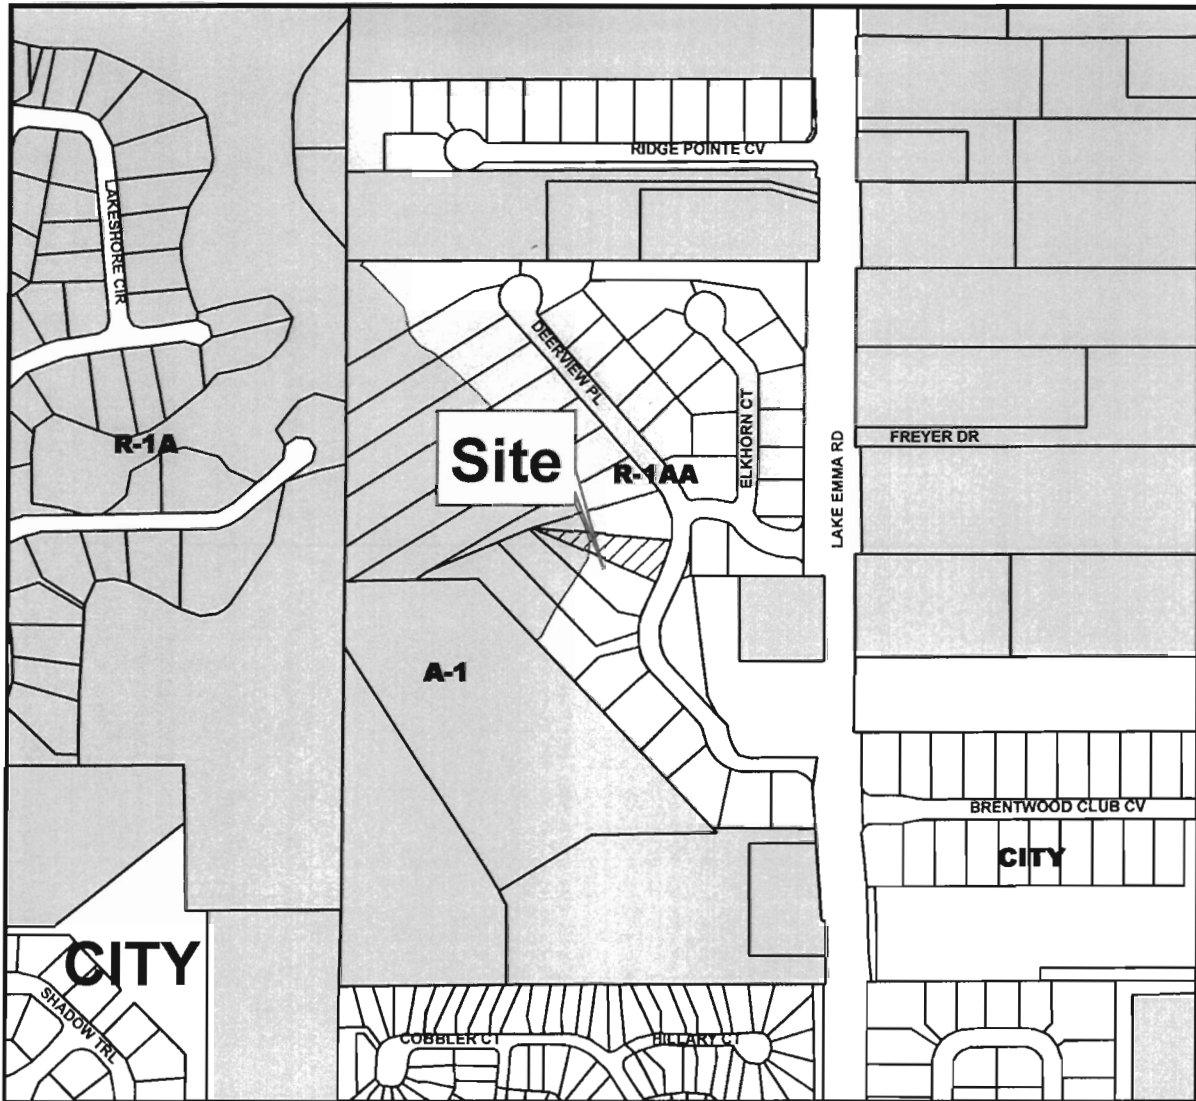 RIDGE POINTE CV
LAKESHORE CIR
DEERVIEW PL
ELKHORN CT
R-1A
Site
R-1AA
LAKE EMMA RD
FREYER DR
A-1
BRENTWOOD CLUB CV
CITY
CITY
SHADOW TRL
COBBLER CT
HILLARY CT